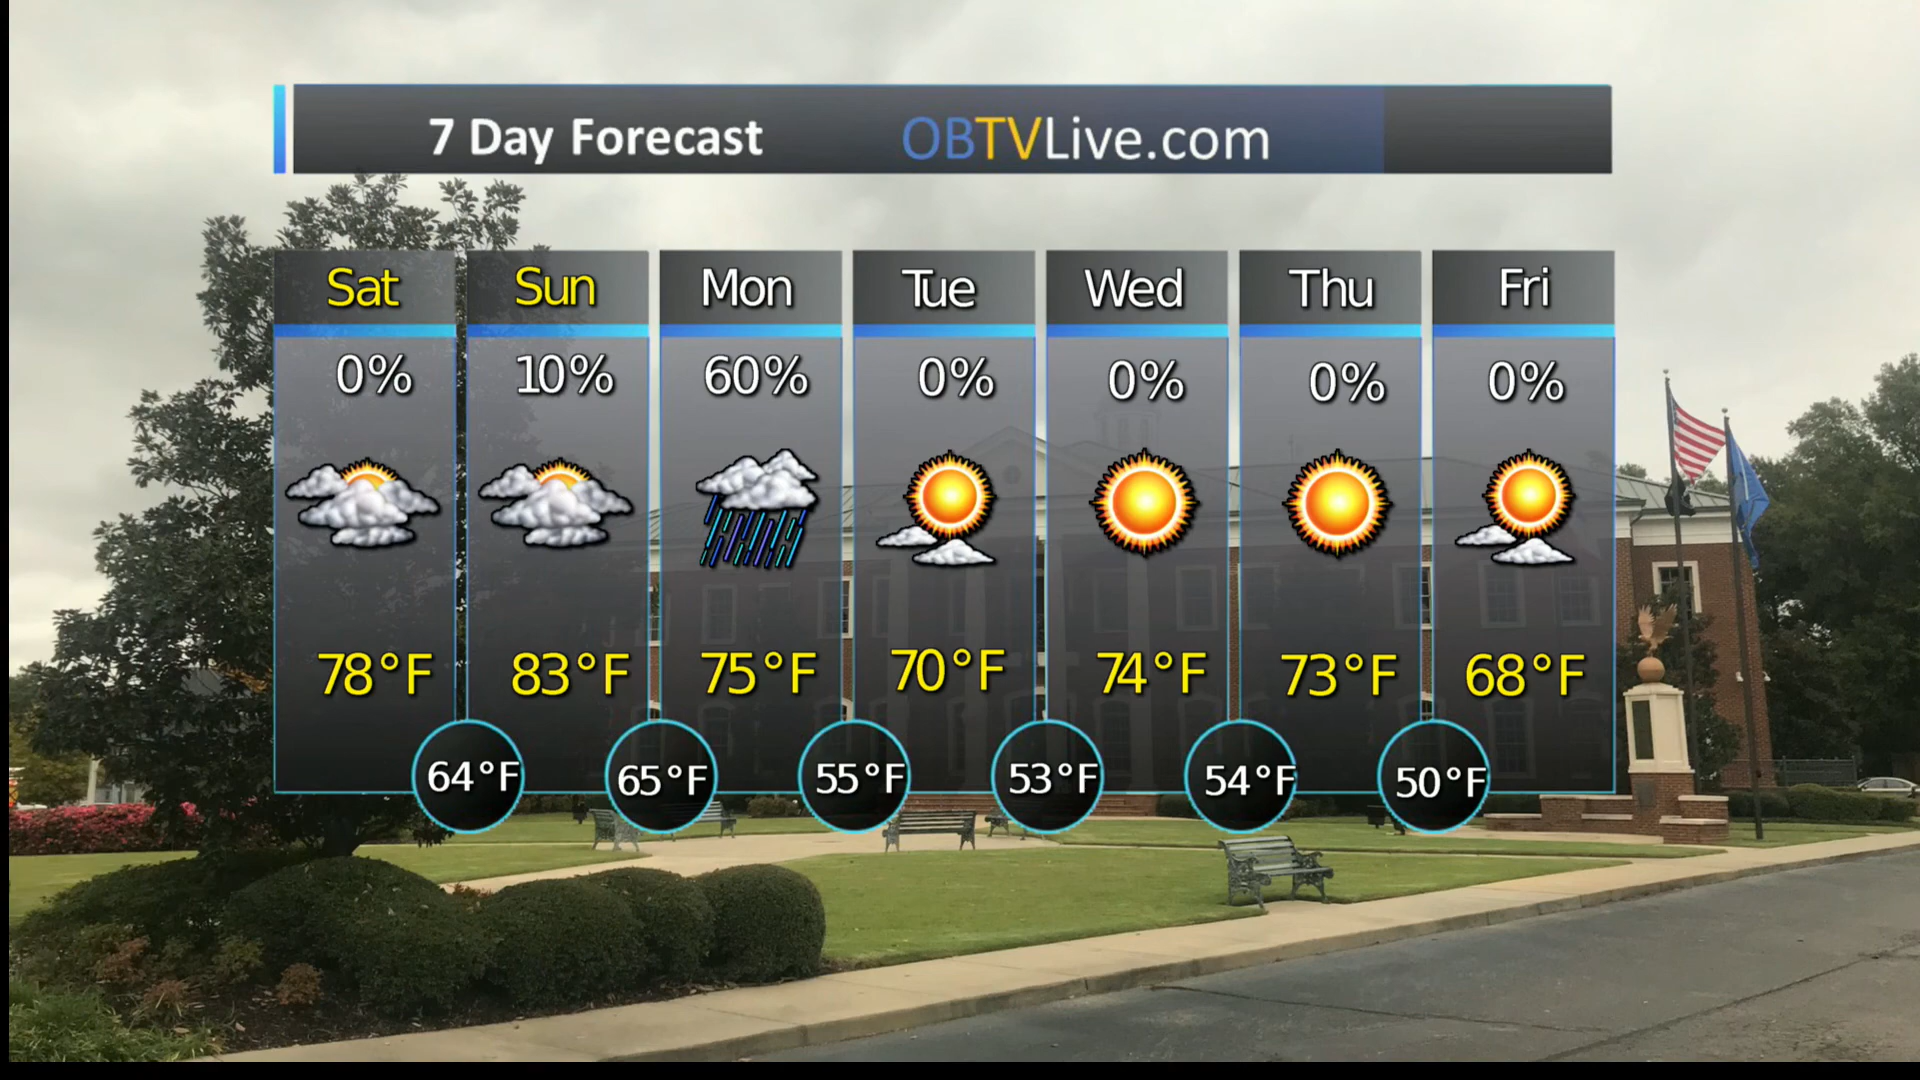 7 Day Forecast OBTVLive.com
Sat Sun Mon Tue Wed Thu Fri
0% 10% 60% 0% 0% 0% 0%
78°F 83°F 75°F 70°F 74°F 73°F 68°F
64°F 65°F 55°F 53°F 54°F 50°F